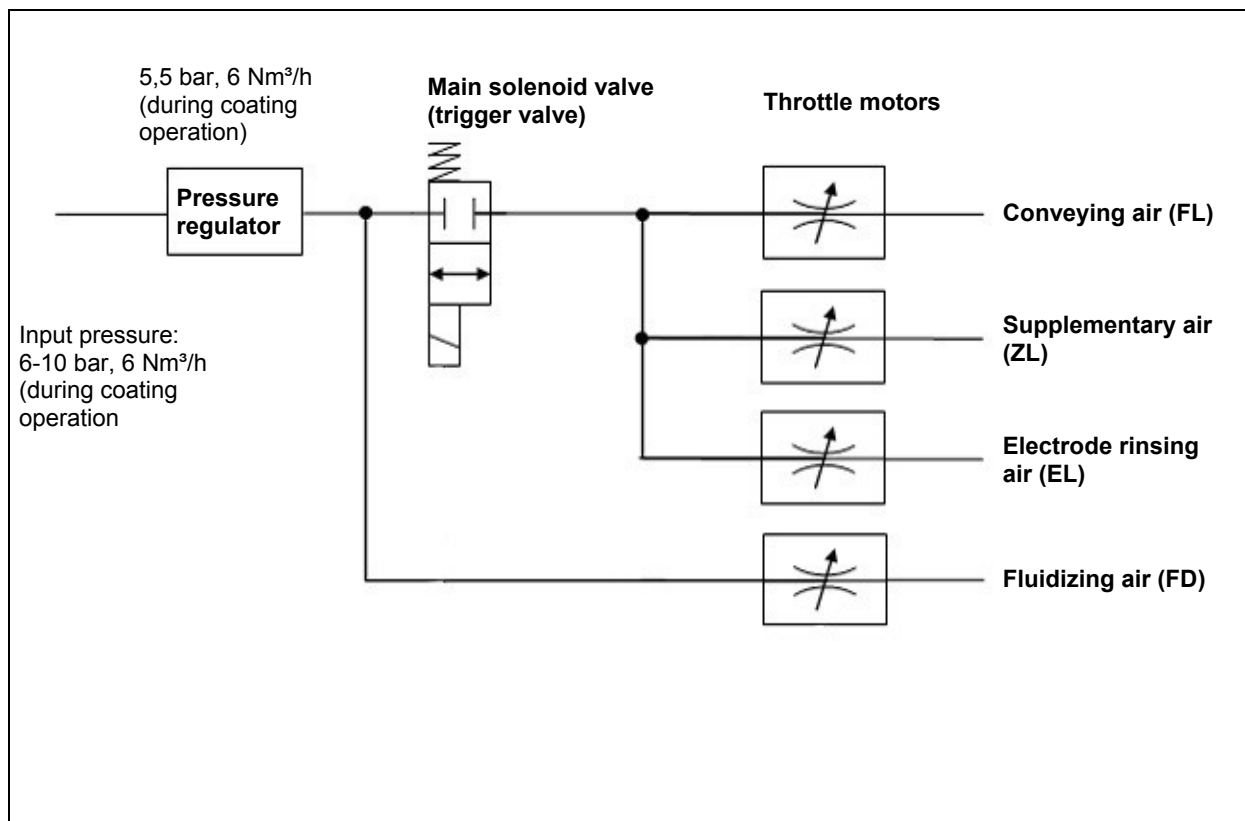 5,5 bar, 6 Nm³/h
(during coating
operation)
Main solenoid valve
(trigger valve)
Throttle motors
Pressure
regulator
Conveying air (FL)
Input pressure:
6-10 bar, 6 Nm³/h
(during coating
operation
Supplementary air
(ZL)
Electrode rinsing
air (EL)
Fluidizing air (FD)